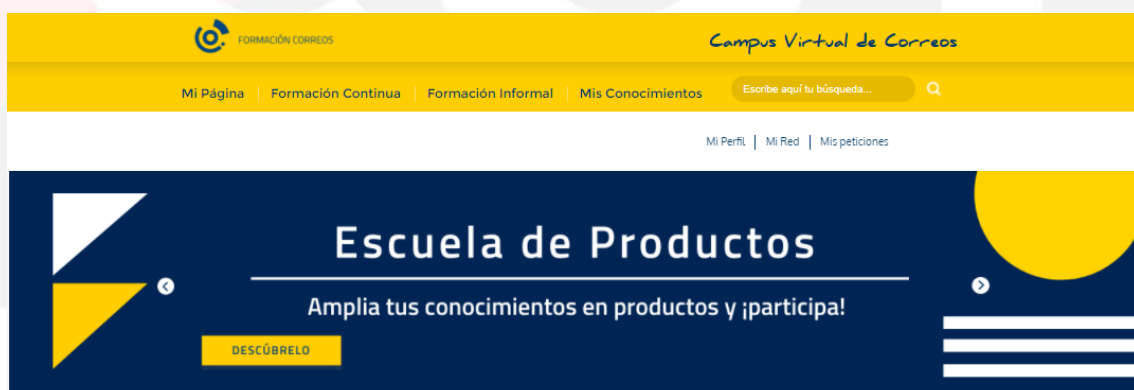 FORMACIÓN CORREOS
Campus Virtual de Correos
Mi Página Formación Continua Formación Informal Mis Conocimientos Escribe aquí tu búsqueda...
Mi Perfil Mi Red Mis peticiones
Escuela de Productos
Amplia tus conocimientos en productos y ¡participa!
DESCÚBRELO